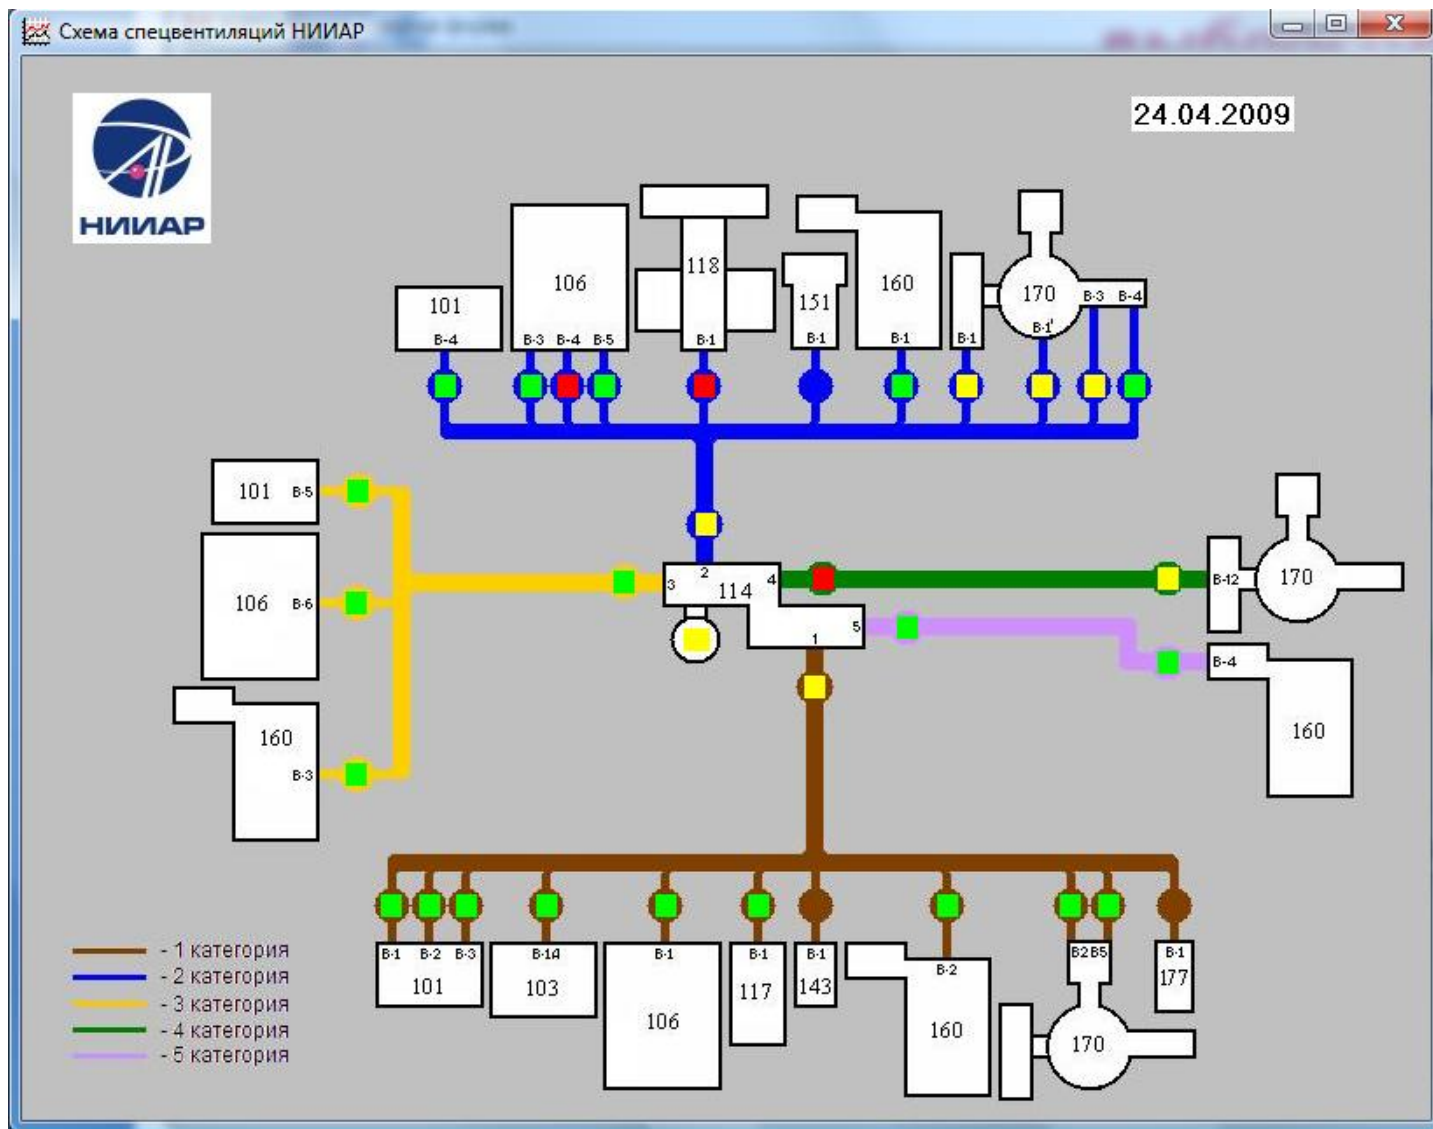 Схема спецвентиляций НИИАР
24.04.2009
НИИАР
101
В-4
106
В-3 В-4 В-5
118
В-1
151
В-1
160
В-1
В-1
170
В-1'
В-3 В-4
101 В-5
106 В-6
160
В-3
2
3 114 4
5
1
В-12 170
В-4
160
В-1 В-2 В-3
101
В-1А
103
В-1
106
В-1
117
В-1
143
В-2
160
В2 В5
170
В-1
177
- 1 категория
- 2 категория
- 3 категория
- 4 категория
- 5 категория